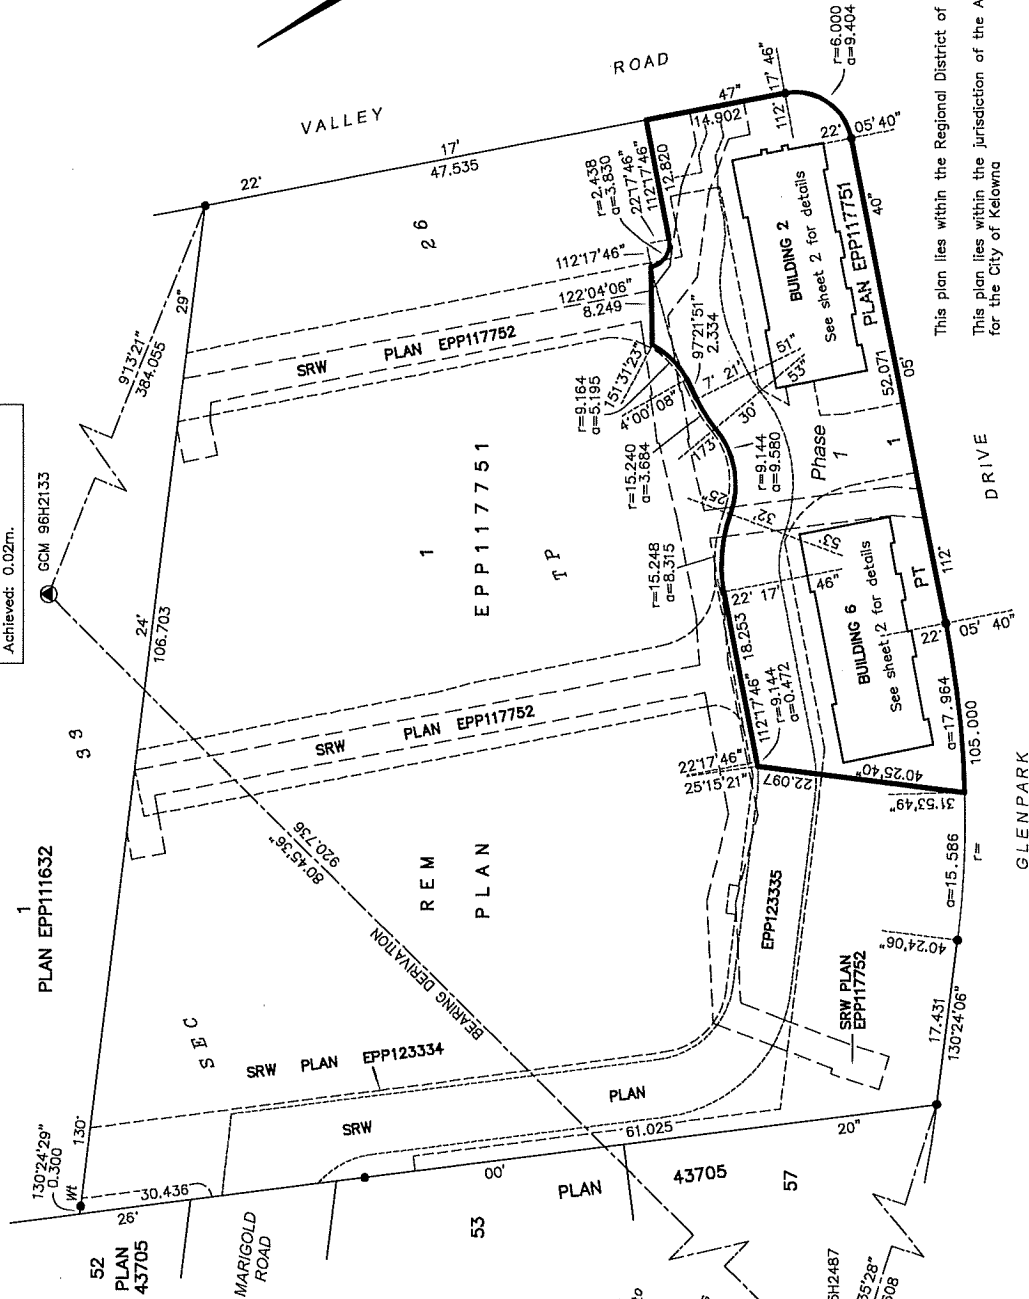 Achieved: 0.02m.
GCM 96H2133
VALLEY
ROAD
22'
17'
47"
47.535
14.902
112'
17' 46"
r=6.000
a=9.404
22'
05'40"
9°13'21"
384.055
29"
24'
106.703
26
112°17'46"
12.820
22°17'46"
r=2.438
a=3.830
112°17'46"
122°04'06"
8.249
SRW PLAN EPP117752
r=9.164
a=5.195
151°31'23"
97°21'51"
2.334
4°00'08"
7' 21'
51"
53"
30'
173°
r=15.240
a=3.684
r=9.144
a=9.580
25'
32'
53'
r=15.248
a=8.315
BUILDING 2
See sheet 2 for details
PLAN EPP117751
40"
52.071
05'
Phase
1
1
This plan lies within the Regional District of
This plan lies within the jurisdiction of the A
for the City of Kelowna
1
EPP117751
TP
22' 17' 46"
18.253
112°17'46"
r=9.144
a=0.472
BUILDING 6
See sheet 2 for details
PT
112'
22' 05' 40"
DRIVE
33
SRW PLAN EPP117752
22°17'46"
25°15'21"
22.097
40°25'40"
31°53'49"
a=17.964
105.000
r=
a=15.586
GLENPARK
1
PLAN EPP111632
80°45'36"
920.736
BEARING DERIVATION
REM
PLAN
EPP123335
40°24'06"
SRW PLAN
EPP117752
17.431
130°24'06"
SEC
SRW PLAN EPP123334
SRW PLAN
130°24'29"
0.300
Wt
130°
30.436
26'
00'
61.025
20"
52
PLAN
43705
MARIGOLD
ROAD
53
PLAN 43705
57
6H2487
35'28"
608